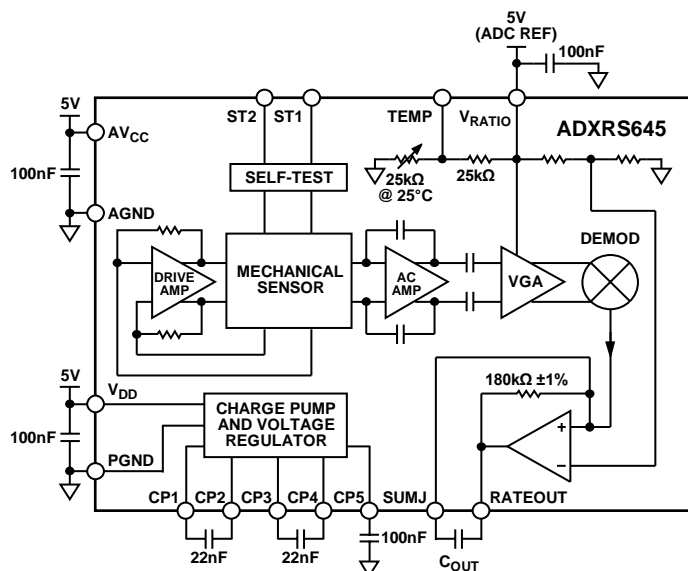 5V
(ADC REF)
100nF
5V
ST2 ST1
TEMP
VRATIO
ADXRS645
AVCC
100nF
SELF-TEST
25kΩ
@ 25°C
25kΩ
AGND
DEMOD
DRIVE
AMP
MECHANICAL
SENSOR
AC
AMP
VGA
5V
VDD
180kΩ ±1%
CHARGE PUMP
AND VOLTAGE
REGULATOR
100nF
+
–
PGND
CP1 CP2 CP3 CP4 CP5 SUMJ RATEOUT
22nF
22nF
100nF
COUT